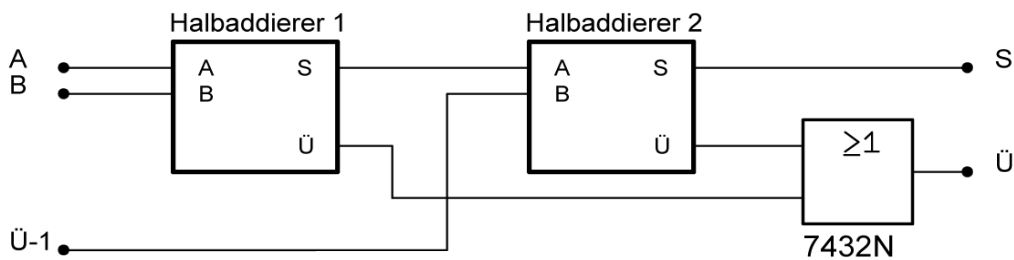 Halbaddierer 1 Halbaddierer 2
A A S A S S
B B B
Ü Ü ≥1 Ü
Ü-1
7432N